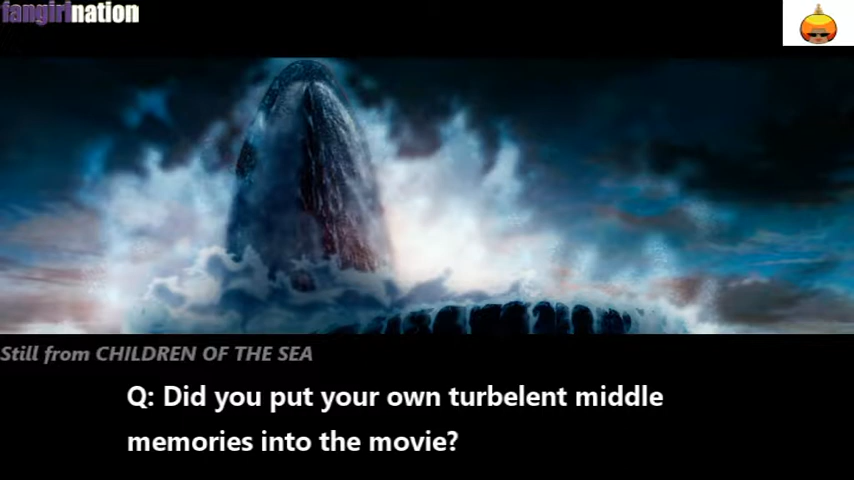 fangirlnation
Still from CHILDREN OF THE SEA
Q: Did you put your own turbelent middle
memories into the movie?